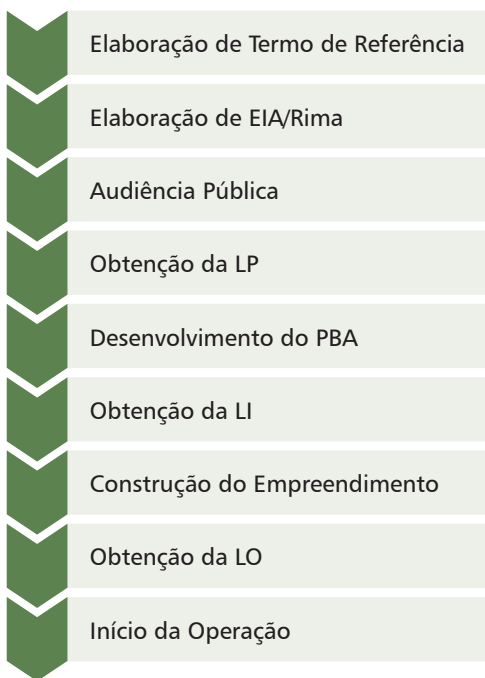 Elaboração de Termo de Referência
Elaboração de EIA/Rima
Audiência Pública
Obtenção da LP
Desenvolvimento do PBA
Obtenção da LI
Construção do Empreendimento
Obtenção da LO
Início da Operação